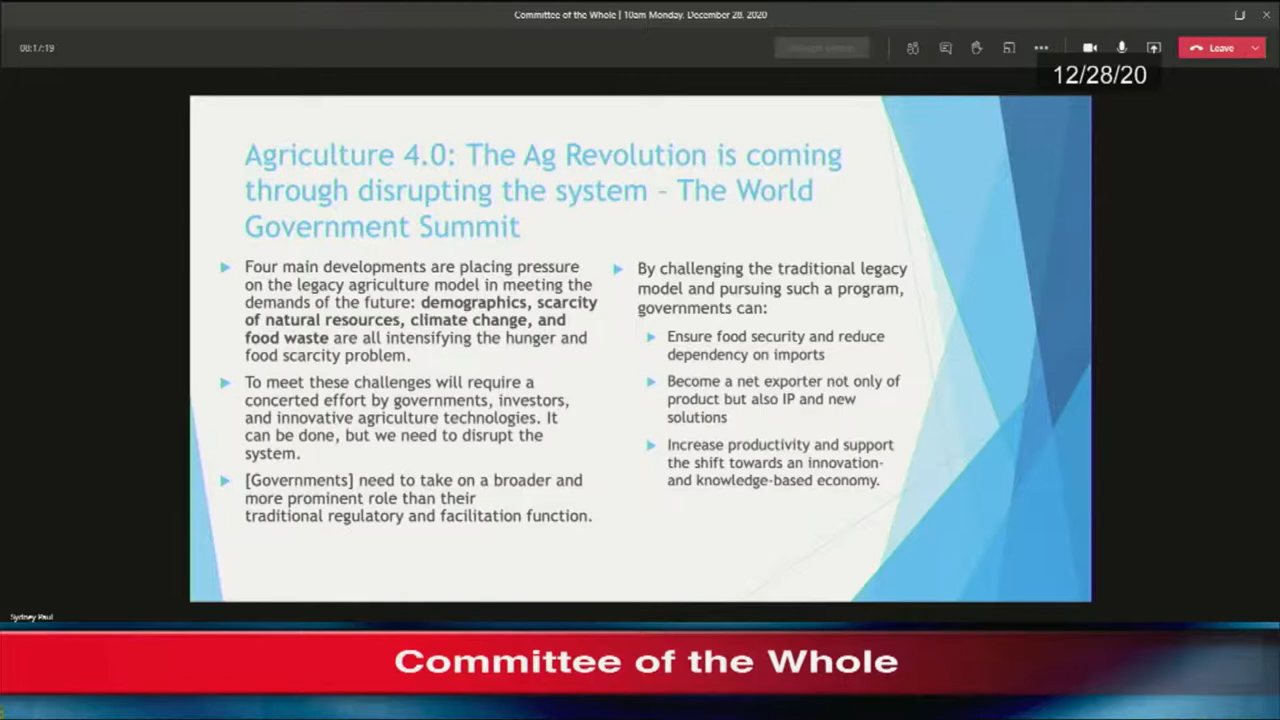 Committee of the Whole | 10am Monday, December 28, 2020
08:17:19
Leave
12/28/20
Agriculture 4.0: The Ag Revolution is coming
through disrupting the system – The World
Government Summit
Four main developments are placing pressure
on the legacy agriculture model in meeting the
demands of the future: demographics, scarcity
of natural resources, climate change, and
food waste are all intensifying the hunger and
food scarcity problem.
To meet these challenges will require a
concerted effort by governments, investors,
and innovative agriculture technologies. It
can be done, but we need to disrupt the
system.
[Governments] need to take on a broader and
more prominent role than their
traditional regulatory and facilitation function.
By challenging the traditional legacy
model and pursuing such a program,
governments can:
Ensure food security and reduce
dependency on imports
Become a net exporter not only of
product but also IP and new
solutions
Increase productivity and support
the shift towards an innovation-
and knowledge-based economy.
Sydney Paul
Committee of the Whole